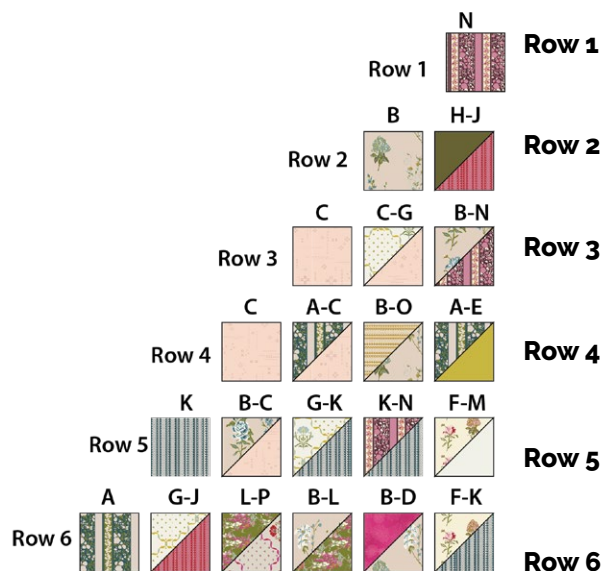 N
Row 1
Row 1
B H-J
Row 2
Row 2
C C-G B-N
Row 3
Row 3
C A-C B-O A-E
Row 4
Row 4
K B-C G-K K-N F-M
Row 5
Row 5
A G-J L-P B-L B-D F-K
Row 6
Row 6